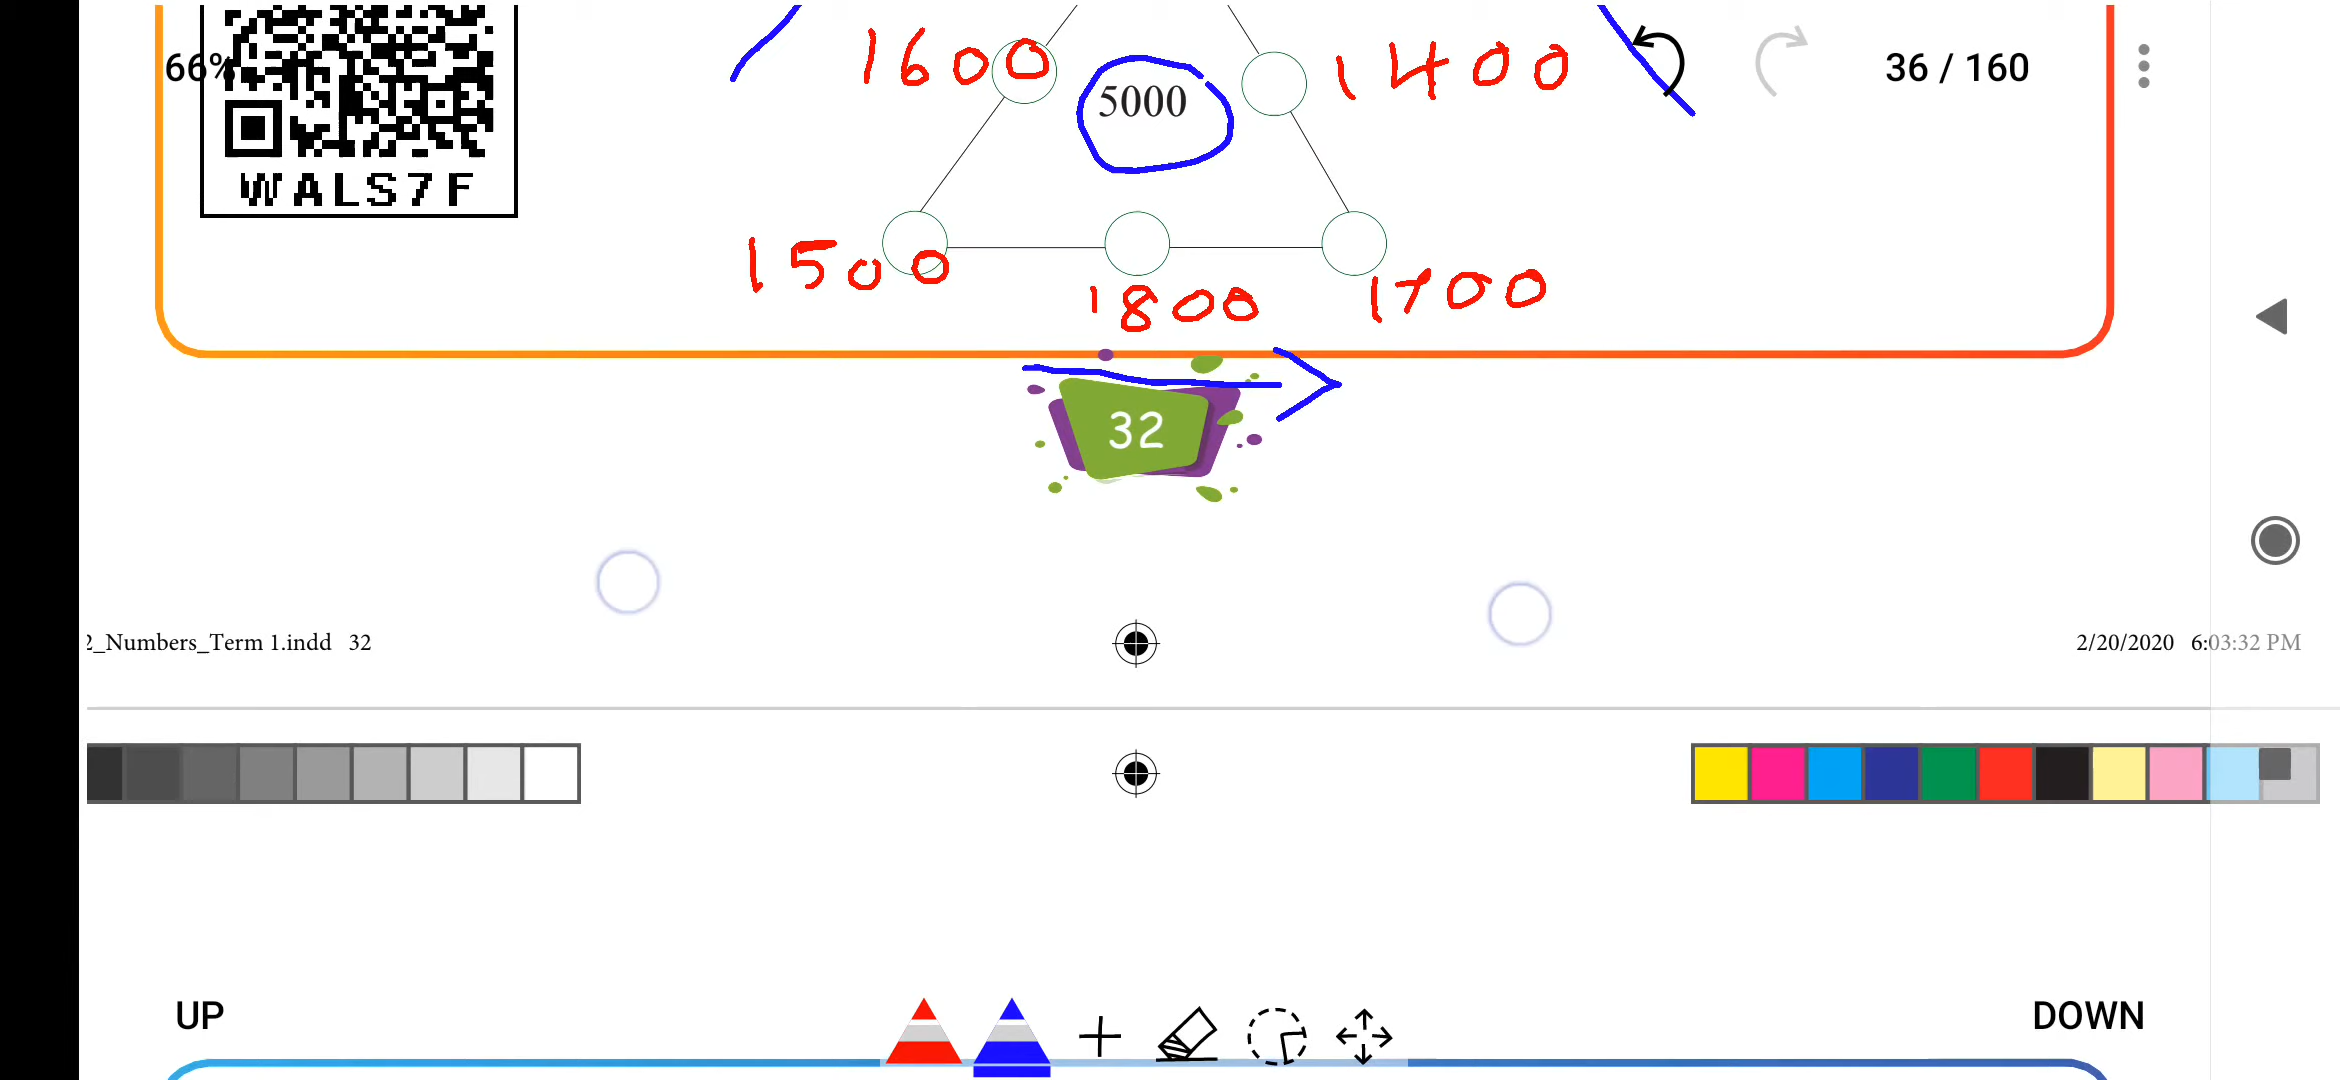 66%
1600
5000
1400
36 / 160
WALS7F
1500
1800
1700
32
2_Numbers_Term 1.indd 32
2/20/2020 6:03:32 PM
UP
DOWN